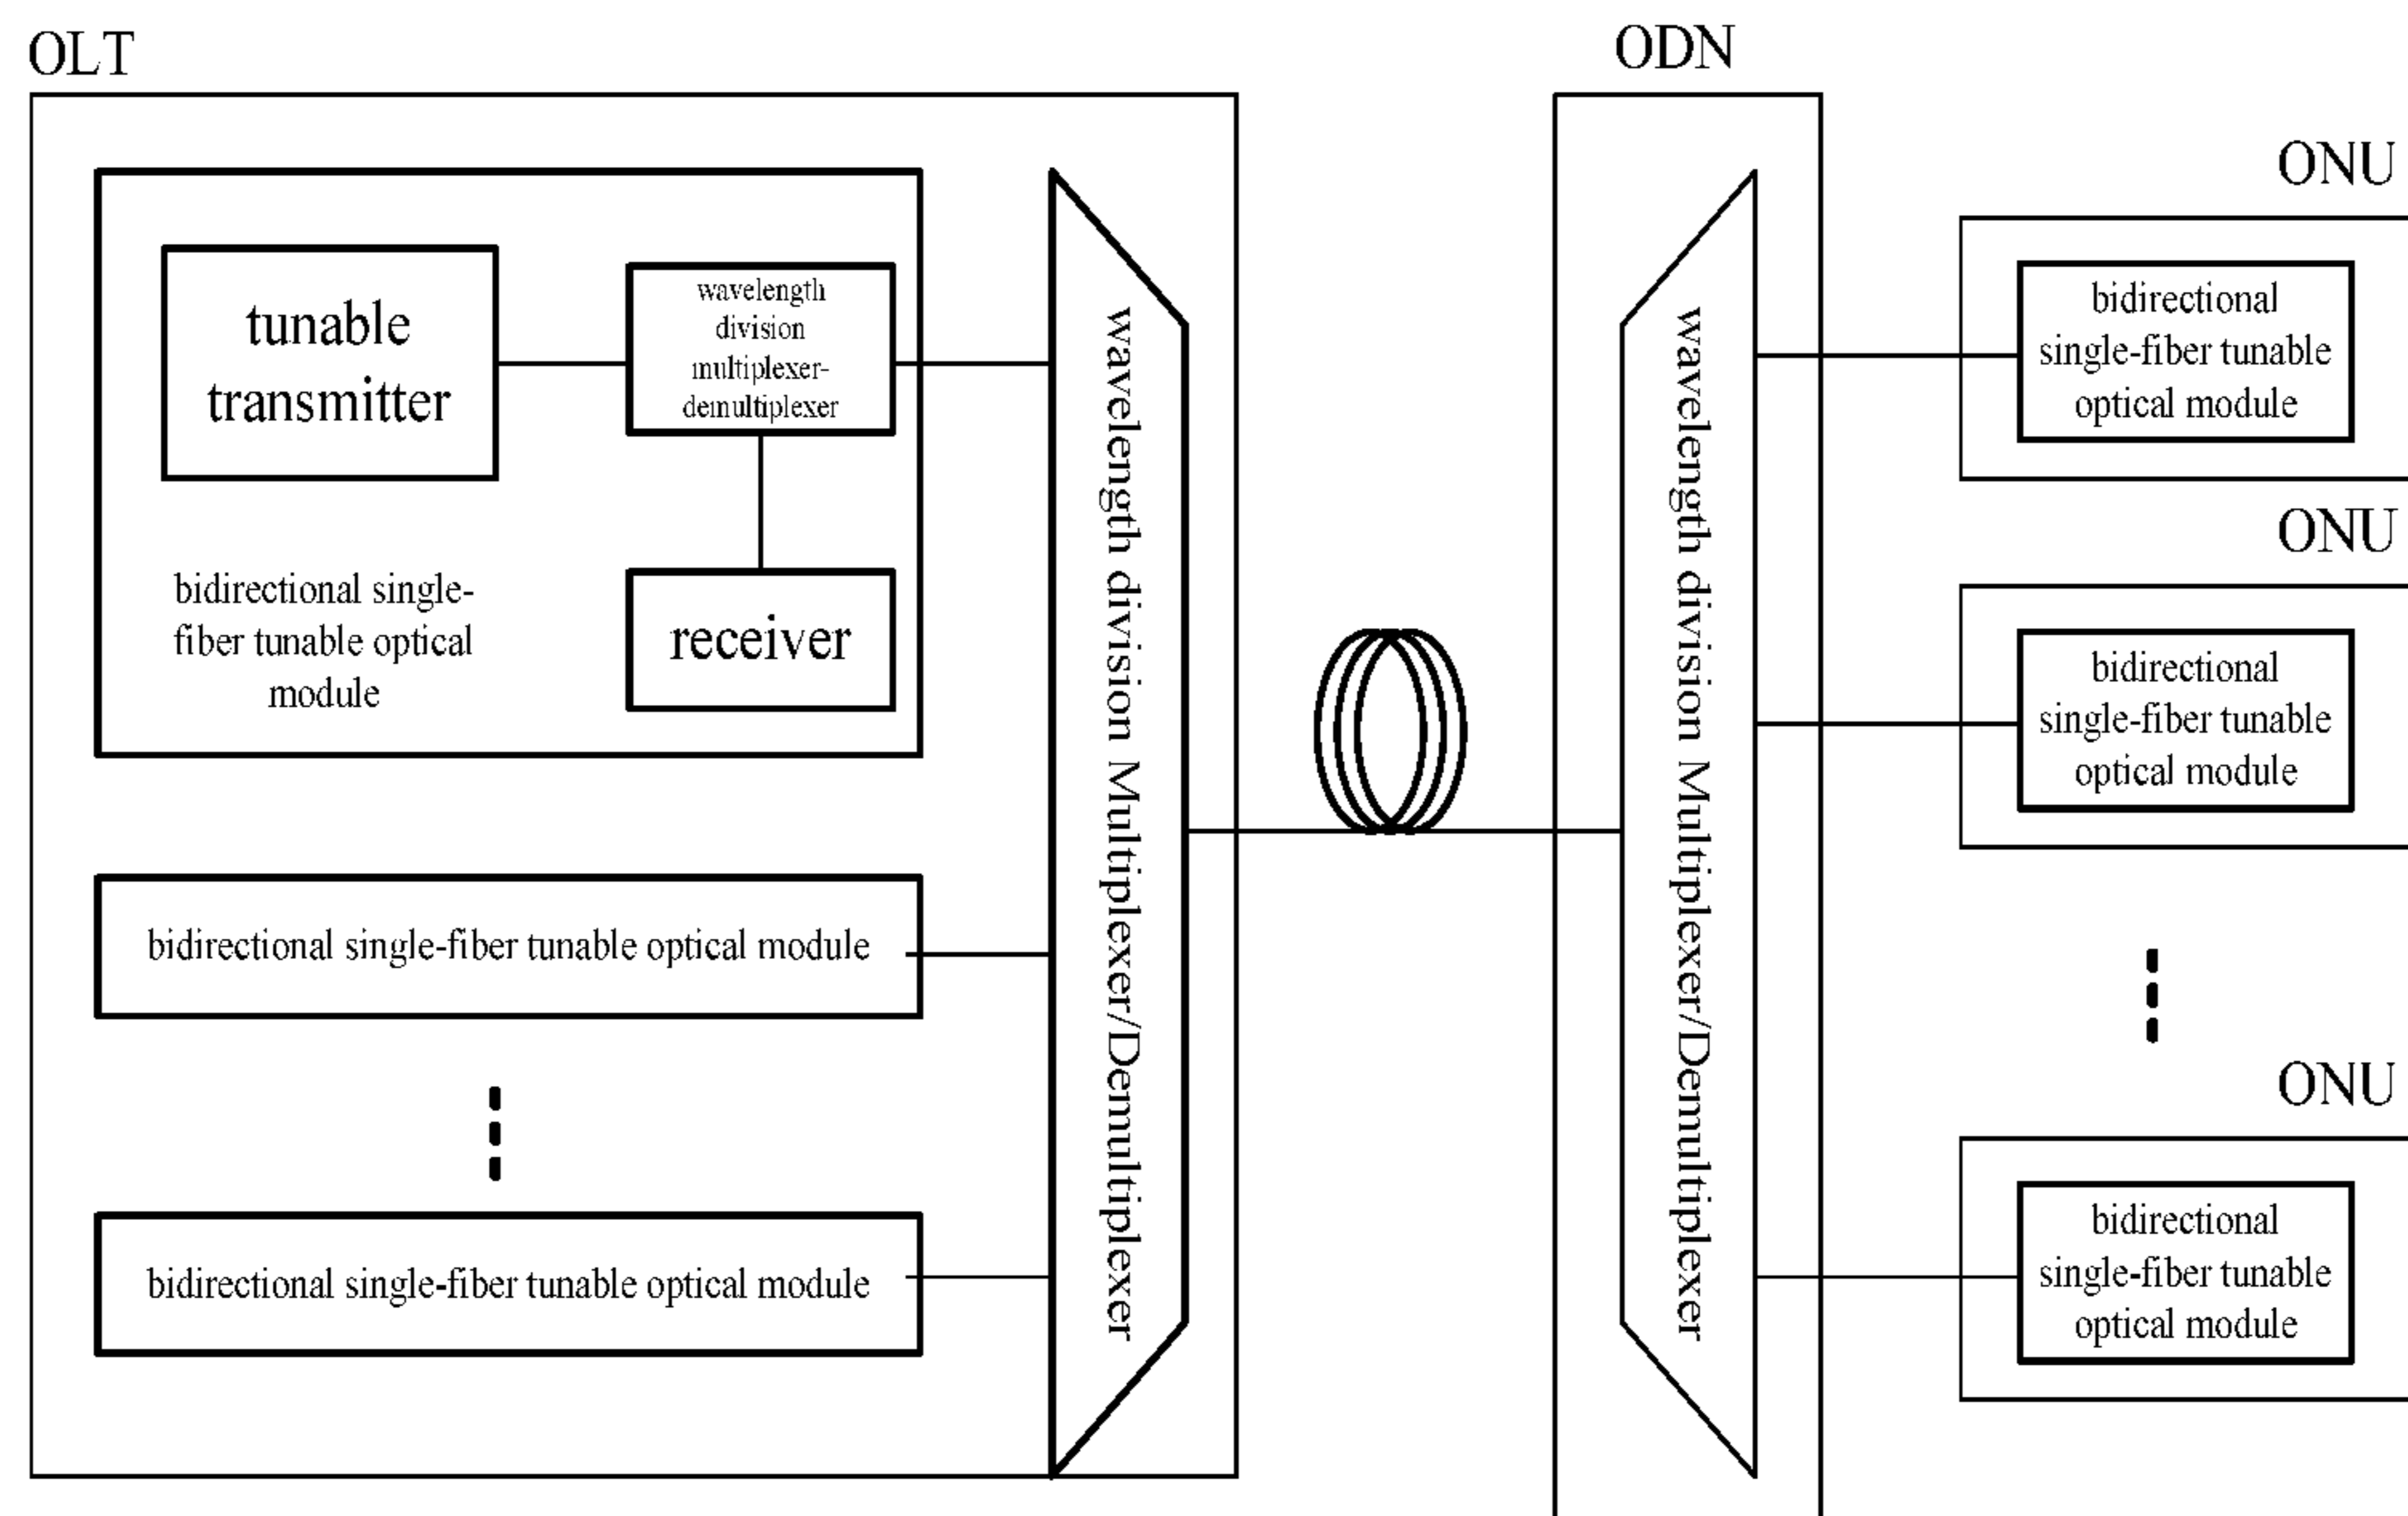 OLT
tunable
transmitter
wavelength
division
multiplexer-
demultiplexer
bidirectional single-
fiber tunable optical
module
receiver
bidirectional single-fiber tunable optical module
bidirectional single-fiber tunable optical module
wavelength division Multiplexer/Demultiplexer
ODN
wavelength division Multiplexer/Demultiplexer
ONU
bidirectional
single-fiber tunable
optical module
ONU
bidirectional
single-fiber tunable
optical module
ONU
bidirectional
single-fiber tunable
optical module